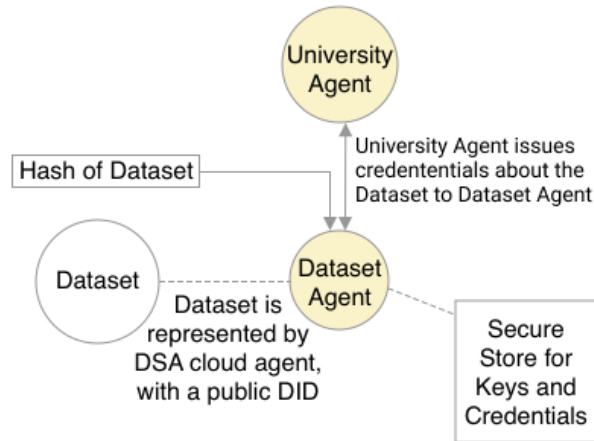 University
Agent
University Agent issues
credententials about the
Dataset to Dataset Agent
Hash of Dataset
Dataset
Dataset
Agent
Dataset is
represented by
DSA cloud agent,
with a public DID
Secure
Store for
Keys and
Credentials